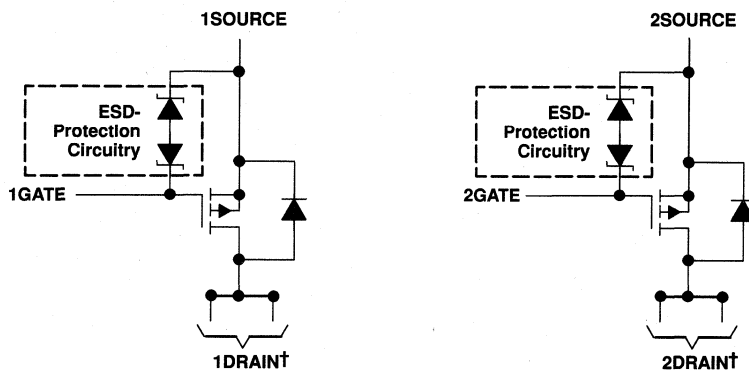 1SOURCE
ESD-
Protection
Circuitry
1GATE
1DRAIN†
2SOURCE
ESD-
Protection
Circuitry
2GATE
2DRAIN†